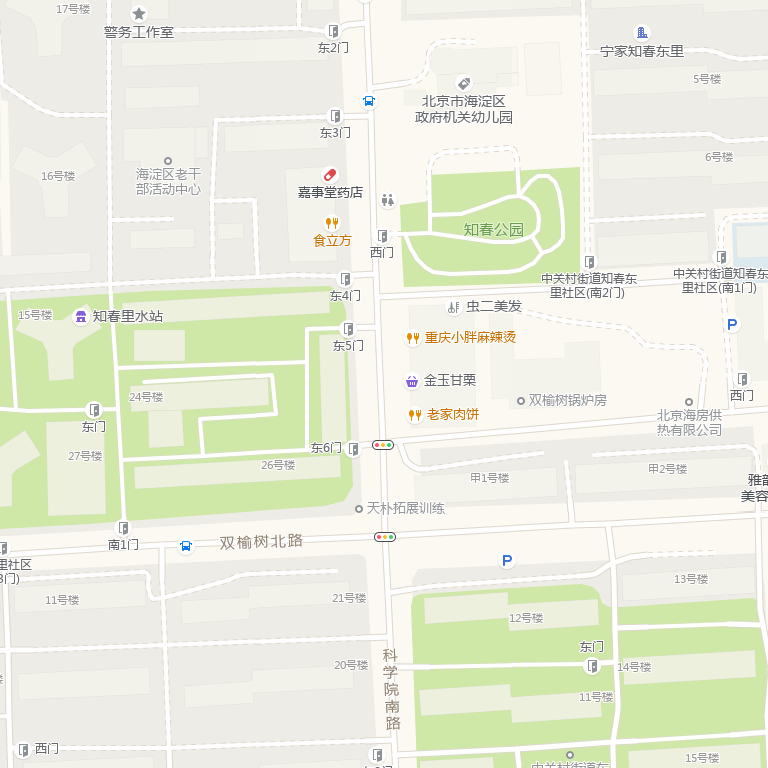 17号楼
警务工作室
东2门
宁家知春东里
5号楼
北京市海淀区
政府机关幼儿园
东3门
6号楼
16号楼
海淀区老干
部活动中心
嘉事堂药店
食立方
西门
知春公园
中关村街道知春东
里社区(南2门)
中关村街道知春东
里社区(南1门)
东4门
15号楼
知春里水站
虫二美发
东5门
重庆小胖麻辣烫
金玉甘栗
西门
24号楼
双榆树锅炉房
老家肉饼
北京海房供
热有限公司
东门
东6门
27号楼
26号楼
甲1号楼
甲2号楼
雅韵
美容
天朴拓展训练
南1门
双榆树北路
里社区
3门)
11号楼
21号楼
13号楼
12号楼
东门
20号楼
14号楼
科学院南路
11号楼
西门
15号楼